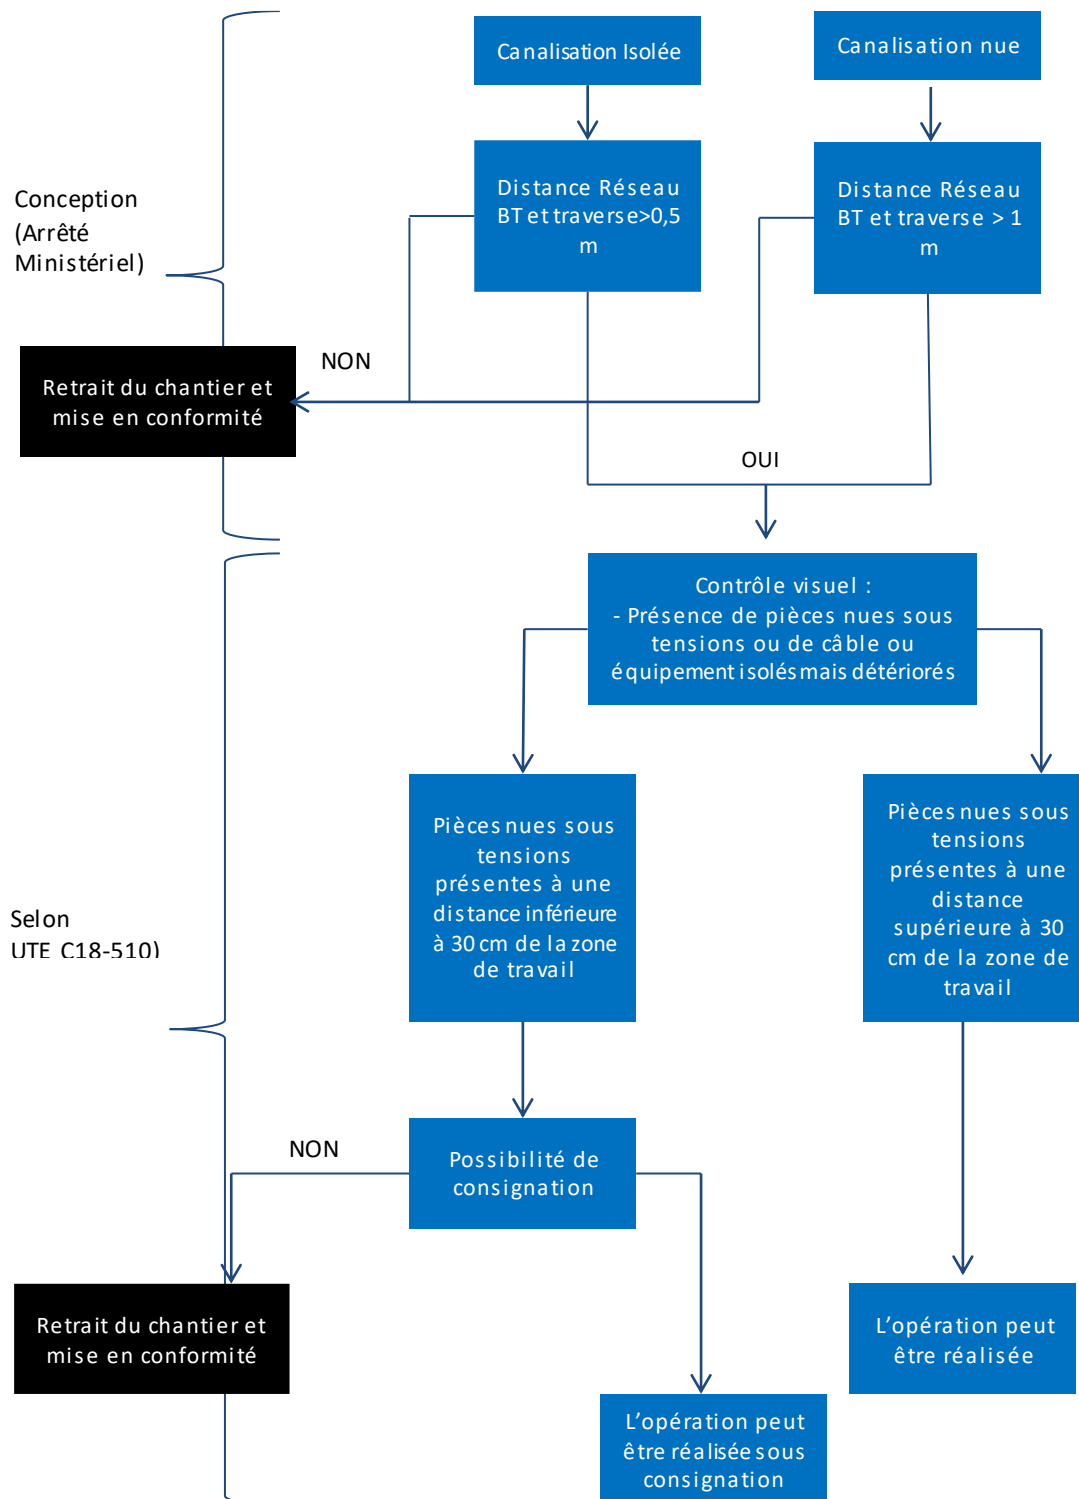 Canalisation Isolée
Canalisation nue
Distance Réseau
BT et traverse>0,5
m
Distance Réseau
BT et traverse > 1
m
Conception
(Arrêté
Ministériel)
NON
Retrait du chantier et
mise en conformité
OUI
Contrôle visuel :
- Présence de pièces nues sous
tensions ou de câble ou
équipement isolés mais détériorés
Pièces nues sous
tensions
présentes à une
distance inférieure
à 30 cm de la zone
de travail
Pièces nues sous
tensions
présentes à une
distance
supérieure à 30
cm de la zone de
travail
Selon
UTE C18-510)
NON
Possibilité de
consignation
Retrait du chantier et
mise en conformité
L’opération peut
être réalisée
L’opération peut
être réalisée sous
consignation